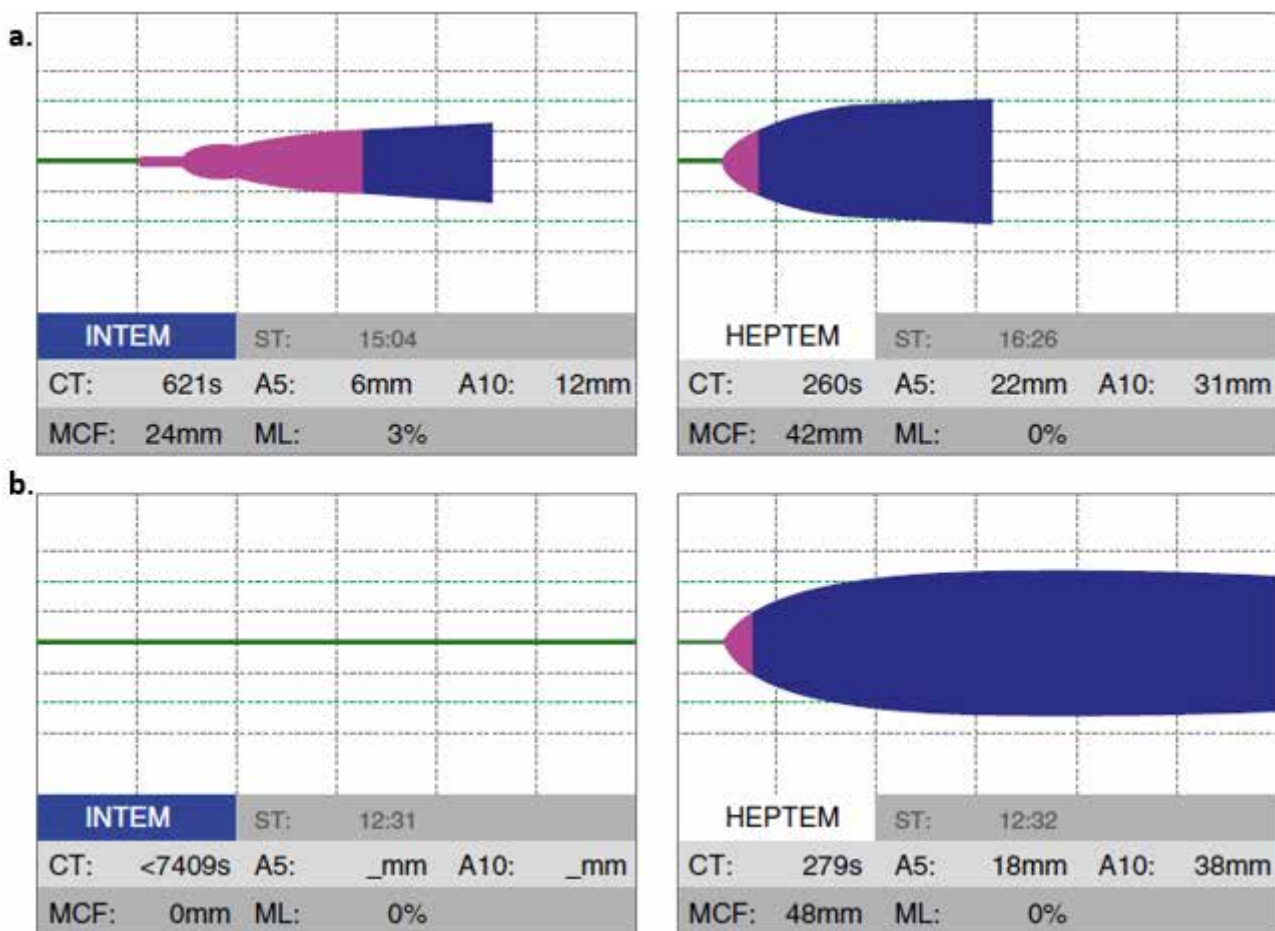 a.
INTEM ST: 15:04
CT: 621s A5: 6mm A10: 12mm
MCF: 24mm ML: 3%
HEPTEM ST: 16:26
CT: 260s A5: 22mm A10: 31mm
MCF: 42mm ML: 0%
b.
INTEM ST: 12:31
CT: <7409s A5: _mm A10: _mm
MCF: 0mm ML: 0%
HEPTEM ST: 12:32
CT: 279s A5: 18mm A10: 38mm
MCF: 48mm ML: 0%